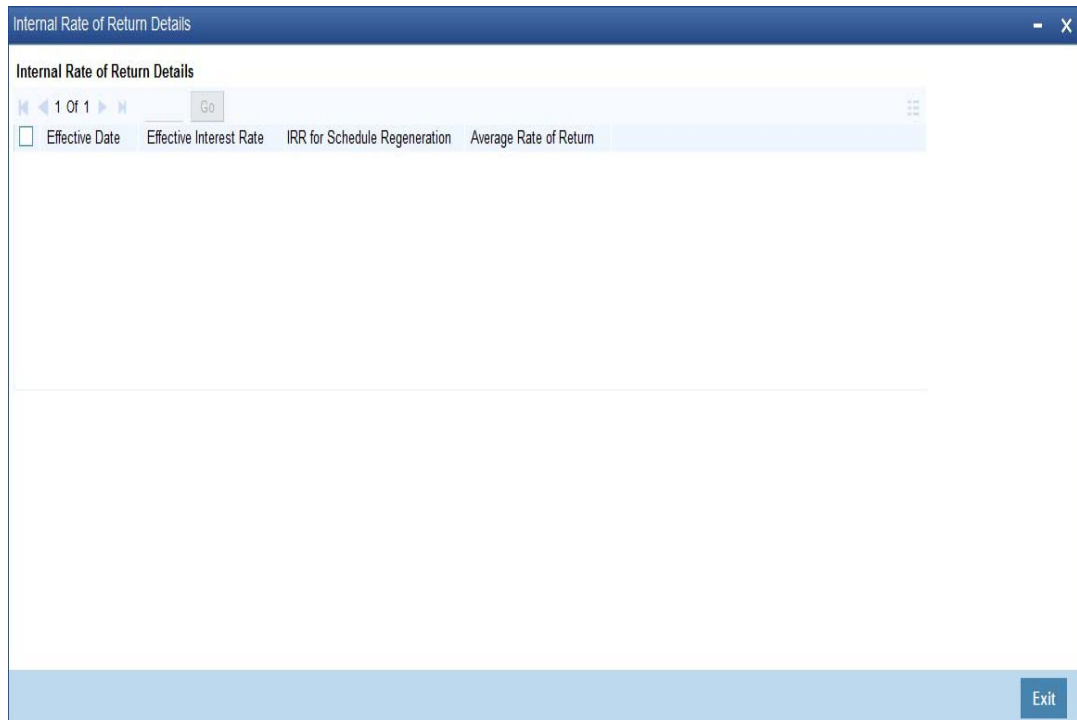 Internal Rate of Return Details
Internal Rate of Return Details
1 Of 1 Go
Effective Date Effective Interest Rate IRR for Schedule Regeneration Average Rate of Return
Exit